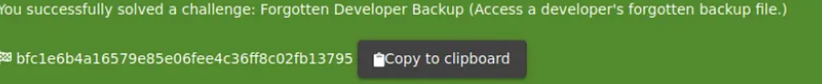 You successfully solved a challenge: Forgotten Developer Backup (Access a developer's forgotten backup file.)
bfc1e6b4a16579e85e06fee4c36ff8c02fb13795 Copy to clipboard